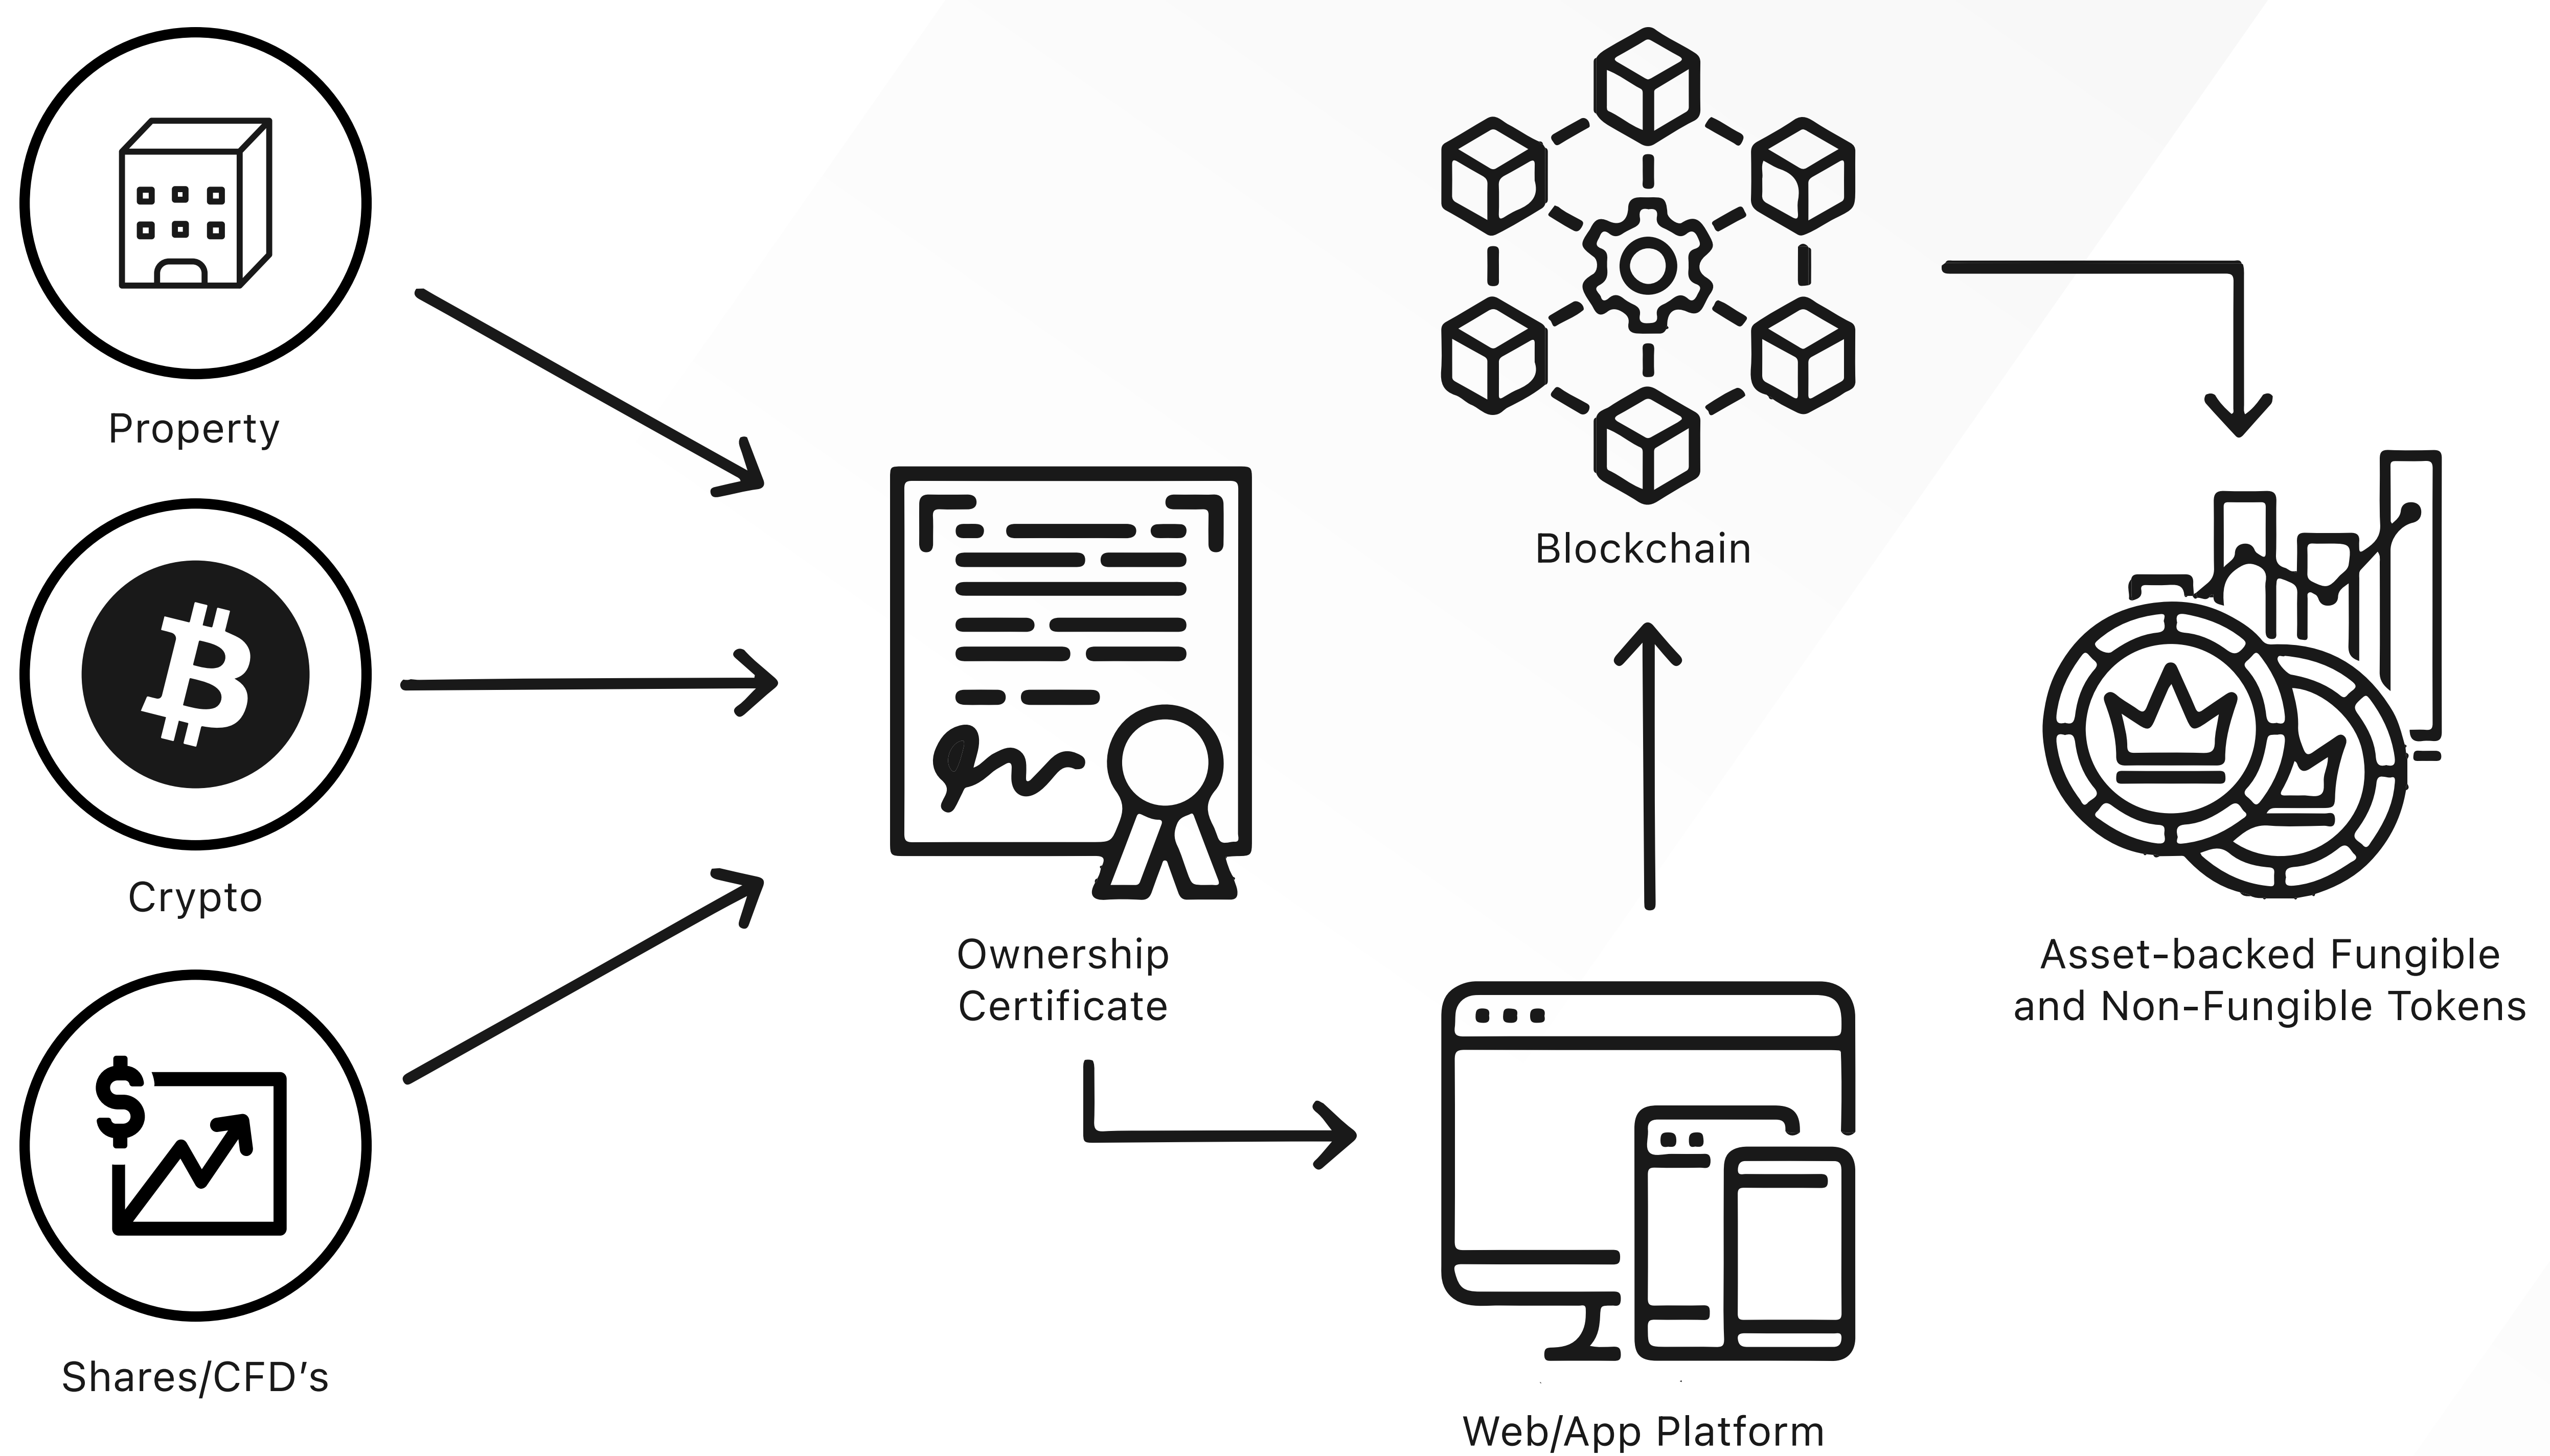 Property
Crypto
Shares/CFD’s
Ownership
Certificate
Blockchain
Web/App Platform
Asset-backed Fungible
and Non-Fungible Tokens